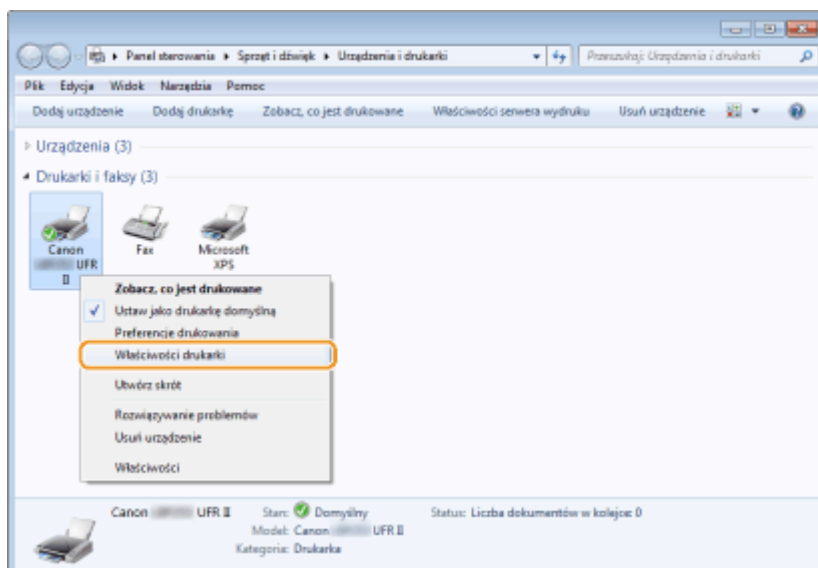 Panel sterowania Sprzęt i dźwięk Urządzenia i drukarki Przeszukaj: Urządzenia i drukarki
Plik Edycja Widok Narzędzia Pomoc
Dodaj urządzenie Dodaj drukarkę Zobacz, co jest drukowane Właściwości serwera wydruku Usuń urządzenie
Urządzenia (3)
Drukarki i faksy (3)
Canon UFR II
Fax
Microsoft XPS
Zobacz, co jest drukowane
Ustaw jako drukarkę domyślną
Preferencje drukowania
Właściwości drukarki
Utwórz skrót
Rozwiązywanie problemów
Usuń urządzenie
Właściwości
Canon UFR II Stan: Domyślny Status: Liczba dokumentów w kolejce: 0
Model: Canon UFR II
Kategoria: Drukarka